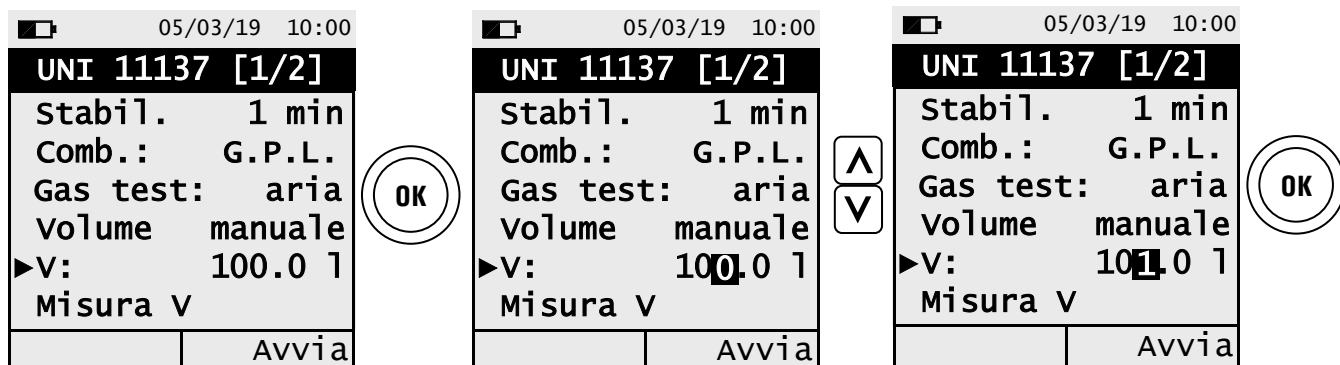 05/03/19 10:00
UNI 11137 [1/2]
Stabil. 1 min
Comb.: G.P.L.
Gas test: aria
Volume manuale
►V: 100.0 l
Misura V
Avvia
OK
05/03/19 10:00
UNI 11137 [1/2]
Stabil. 1 min
Comb.: G.P.L.
Gas test: aria
Volume manuale
►V: 100.0 l
Misura V
Avvia
05/03/19 10:00
UNI 11137 [1/2]
Stabil. 1 min
Comb.: G.P.L.
Gas test: aria
Volume manuale
►V: 101.0 l
Misura V
Avvia
OK